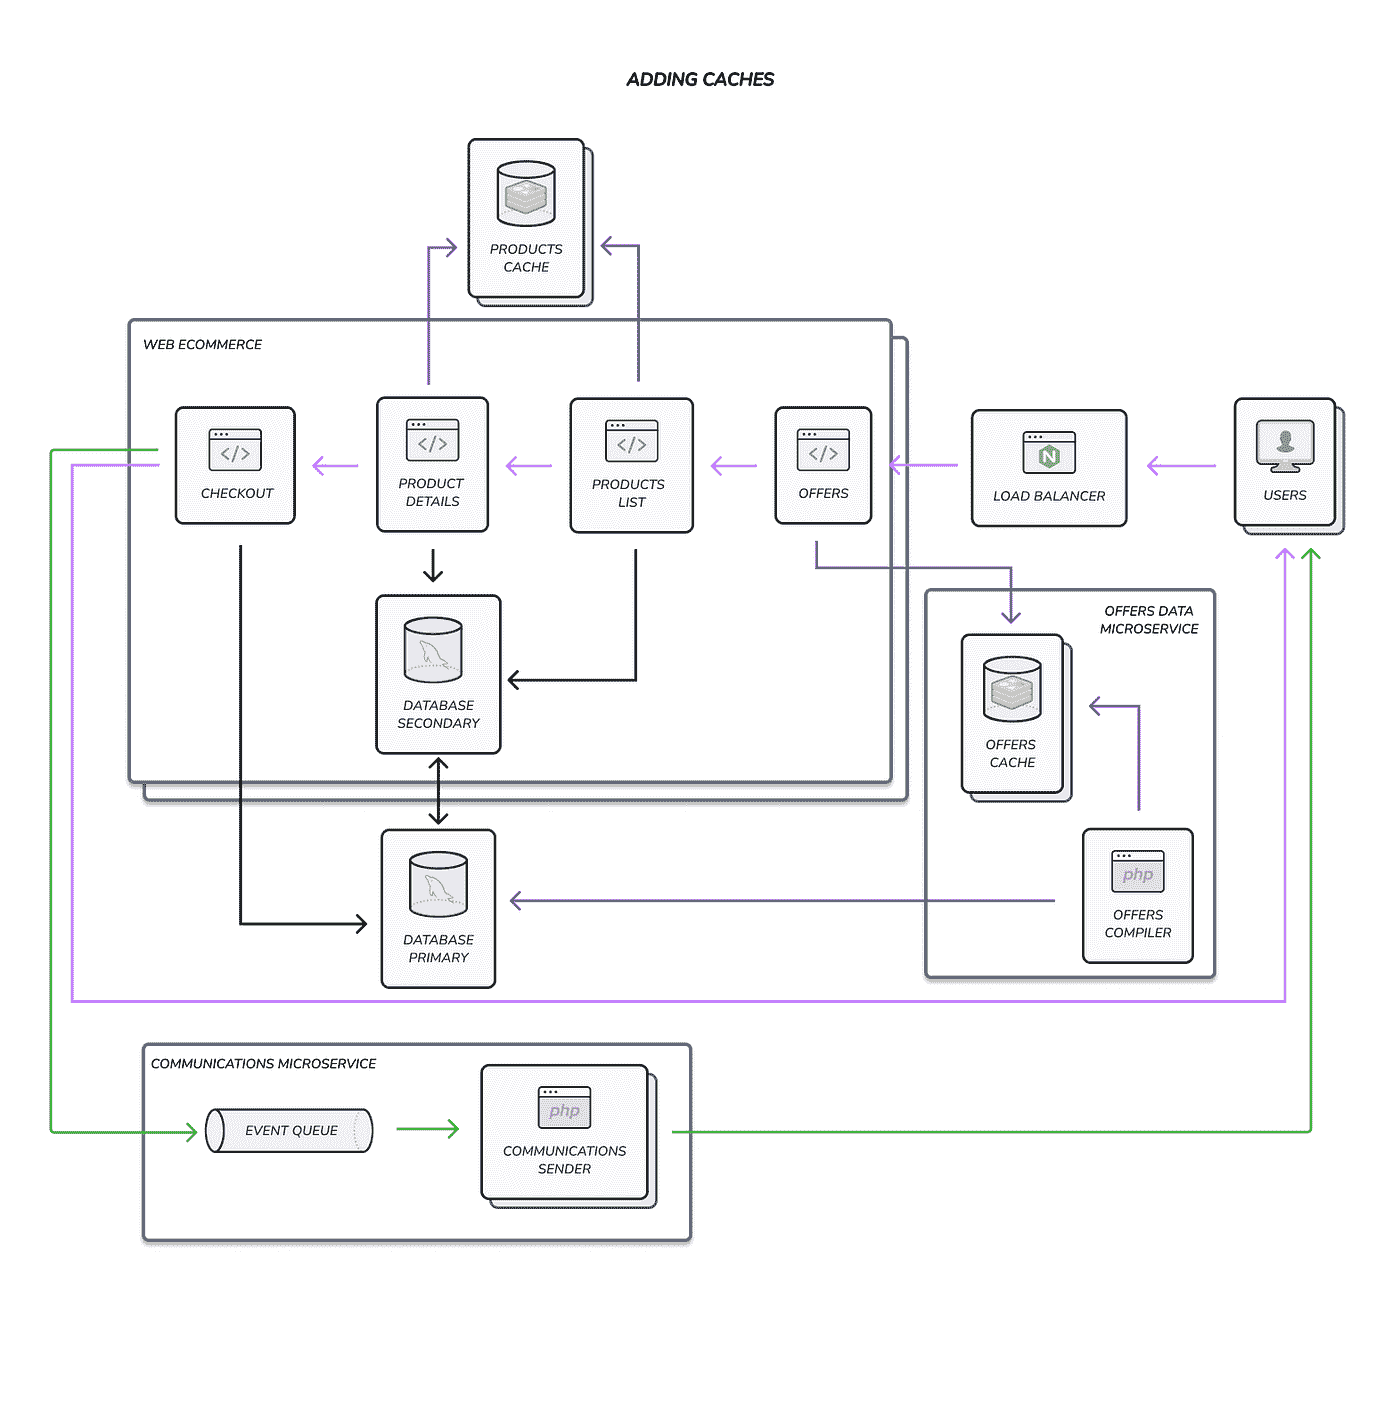 ADDING CACHES
PRODUCTS
CACHE
WEB ECOMMERCE
CHECKOUT
PRODUCT
DETAILS
PRODUCTS
LIST
OFFERS
N
LOAD BALANCER
USERS
OFFERS DATA
MICROSERVICE
DATABASE
SECONDARY
OFFERS
CACHE
DATABASE
PRIMARY
php
OFFERS
COMPILER
COMMUNICATIONS MICROSERVICE
EVENT QUEUE
php
COMMUNICATIONS
SENDER